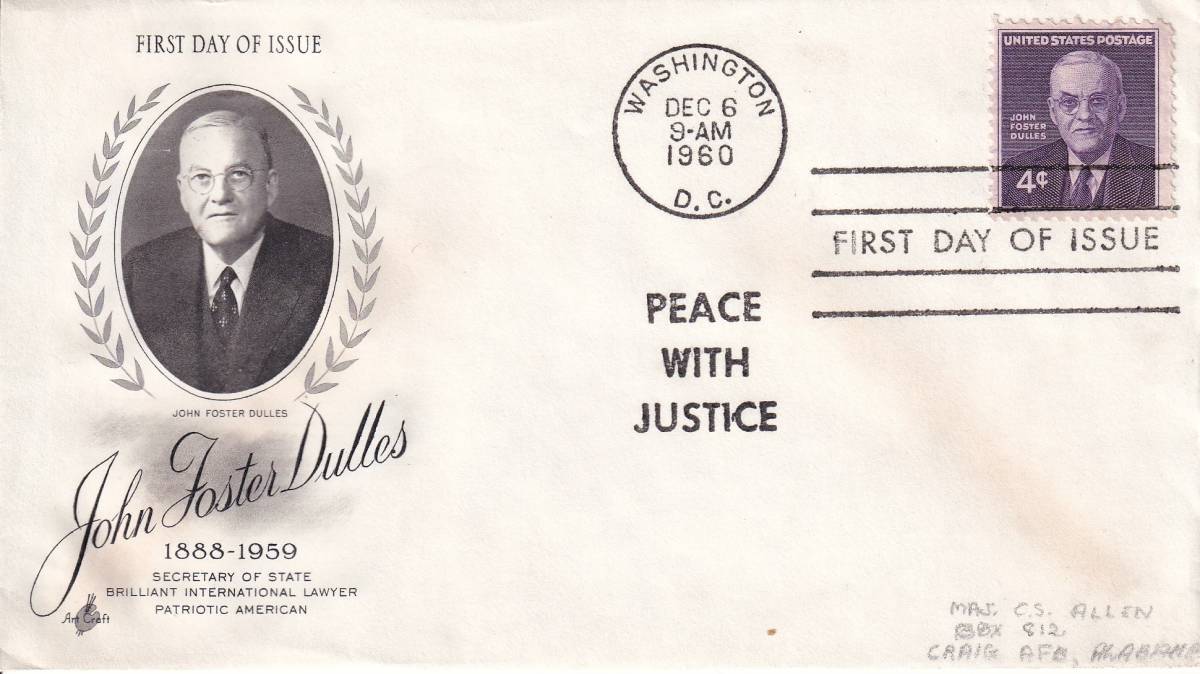 FIRST DAY OF ISSUE
JOHN FOSTER DULLES
John Foster Dulles
1888-1959
SECRETARY OF STATE
BRILLIANT INTERNATIONAL LAWYER
PATRIOTIC AMERICAN
Art Craft
WASHINGTON
DEC 6
9-AM
1960
D.C.
UNITED STATES POSTAGE
JOHN
FOSTER
DULLES
4¢
FIRST DAY OF ISSUE
PEACE
WITH
JUSTICE
MAJ. C.S. ALLEN
BOX 812
CRAIG AFB, ALABAMA